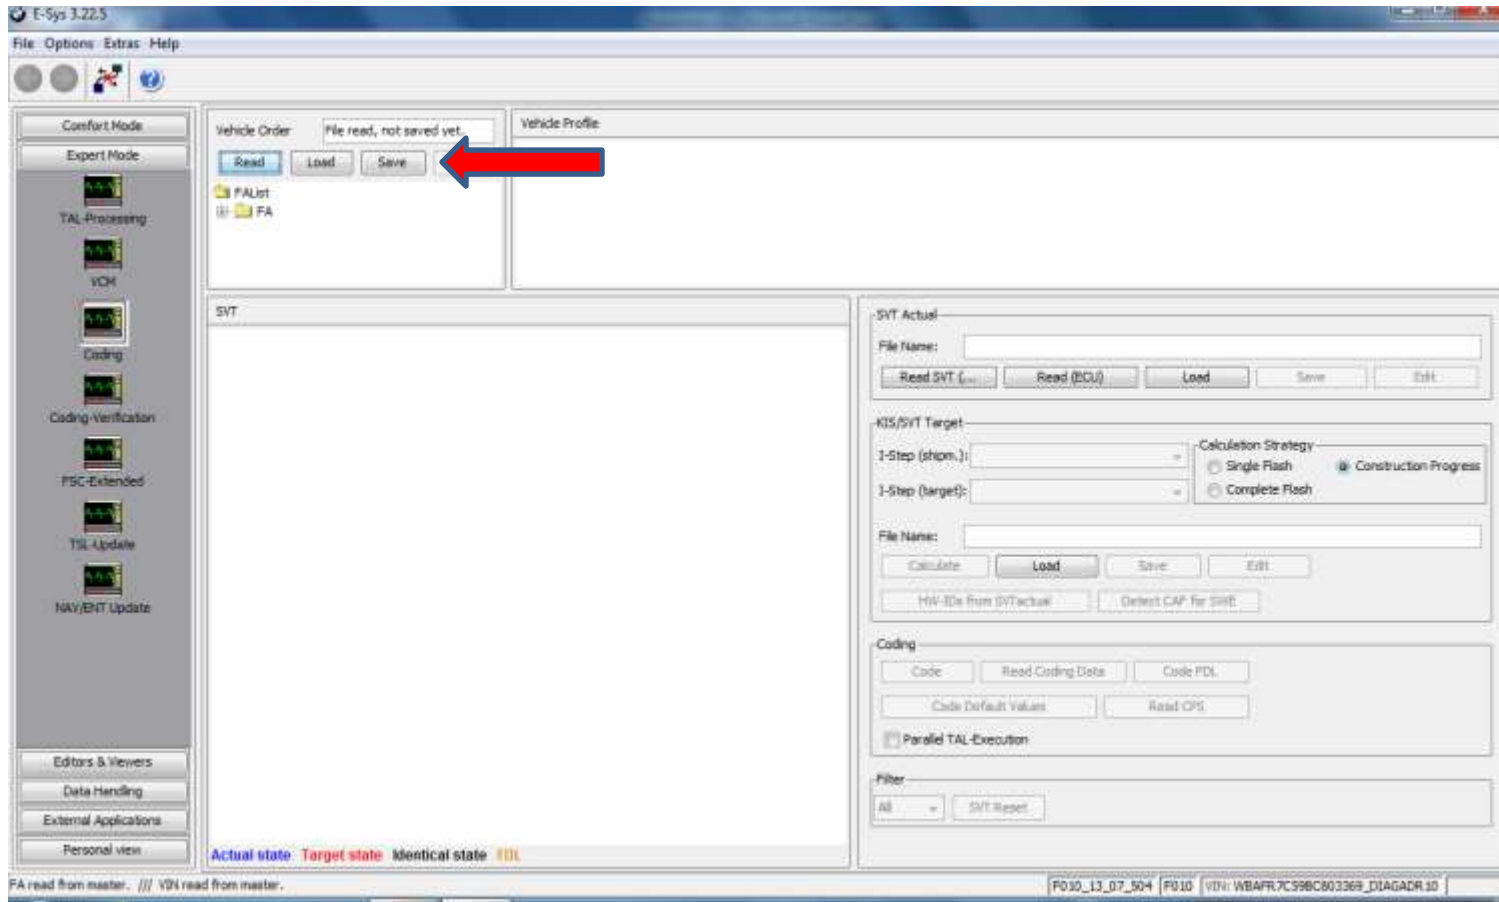 E-Sys 3.22.5
File Options Extras Help
Comfort Mode
Expert Mode
TAL-Processing
VCM
Coding
Coding-Verification
FSC-Extended
TSL-Update
NAV/ENT Update
Editors & Viewers
Data Handling
External Applications
Personal view
Vehicle Order File read, not saved yet.
Read Load Save
FAList
FA
Vehicle Profile
SVT
Actual state Target state Identical state FDL
SVT Actual
File Name:
Read SVT (... Read (ECU) Load Save Edit
KIS/SVT Target
I-Step (shipm.):
I-Step (target):
Calculation Strategy
Single Flash Construction Progress
Complete Flash
File Name:
Calculate Load Save Edit
HW-IDs from SVTactual Detect CAF for SWE
Coding
Code Read Coding Data Code FDL
Code Default Values Read CPS
Parallel TAL-Execution
Filter
All SVT Reset
FA read from master. /// VIN read from master.
F010_13_07_504 F010 VIN: WBAFR7C59BC803369_DIAGADR10